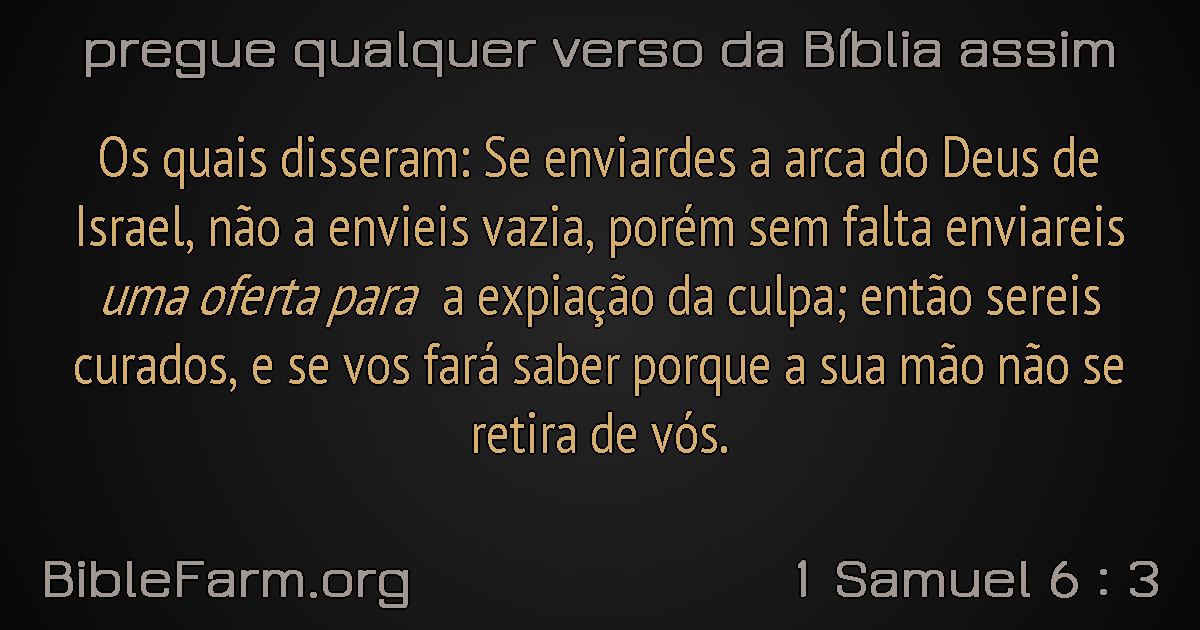 pregue qualquer verso da Bíblia assim
Os quais disseram: Se enviardes a arca do Deus de
Israel, não a envieis vazia, porém sem falta enviareis
uma oferta para a expiação da culpa; então sereis
curados, e se vos fará saber porque a sua mão não se
retira de vós.
BibleFarm.org
1 Samuel 6 : 3